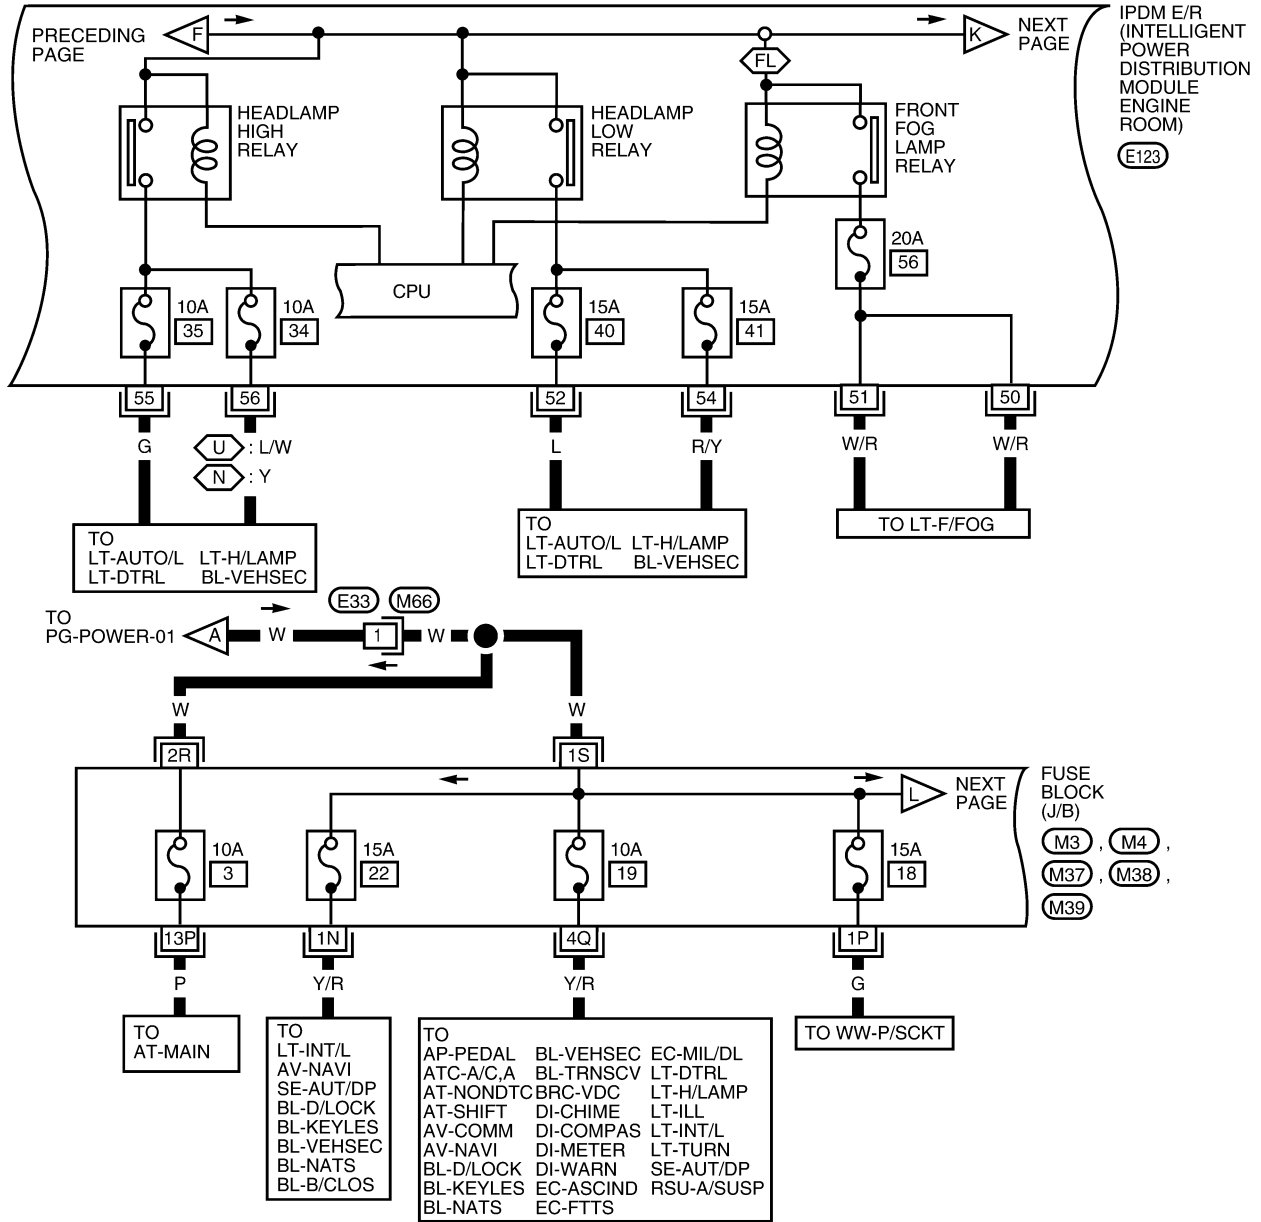 PRECEDING
PAGE
F
K
NEXT
PAGE
IPDM E/R
(INTELLIGENT
POWER
DISTRIBUTION
MODULE
ENGINE
ROOM)
E123
FL
HEADLAMP
HIGH
RELAY
HEADLAMP
LOW
RELAY
FRONT
FOG
LAMP
RELAY
CPU
20A
56
10A
35
10A
34
15A
40
15A
41
55
56
52
54
51
50
G
U : L/W
N : Y
L
R/Y
W/R
W/R
TO
LT-AUTO/L LT-H/LAMP
LT-DTRL BL-VEHSEC
TO
LT-AUTO/L LT-H/LAMP
LT-DTRL BL-VEHSEC
TO LT-F/FOG
TO
PG-POWER-01
A
W
E33
M66
1
W
W
W
2R
1S
L
NEXT
PAGE
FUSE
BLOCK
(J/B)
M3 , M4 ,
M37 , M38 ,
M39
10A
3
15A
22
10A
19
15A
18
13P
1N
4Q
1P
P
Y/R
Y/R
G
TO
AT-MAIN
TO
LT-INT/L
AV-NAVI
SE-AUT/DP
BL-D/LOCK
BL-KEYLES
BL-VEHSEC
BL-NATS
BL-B/CLOS
TO
AP-PEDAL BL-VEHSEC EC-MIL/DL
ATC-A/C,A BL-TRNSCV LT-DTRL
AT-NONDTC BRC-VDC LT-H/LAMP
AT-SHIFT DI-CHIME LT-ILL
AV-COMM DI-COMPAS LT-INT/L
AV-NAVI DI-METER LT-TURN
BL-D/LOCK DI-WARN SE-AUT/DP
BL-KEYLES EC-ASCIND RSU-A/SUSP
BL-NATS EC-FTTS
TO WW-P/SCKT